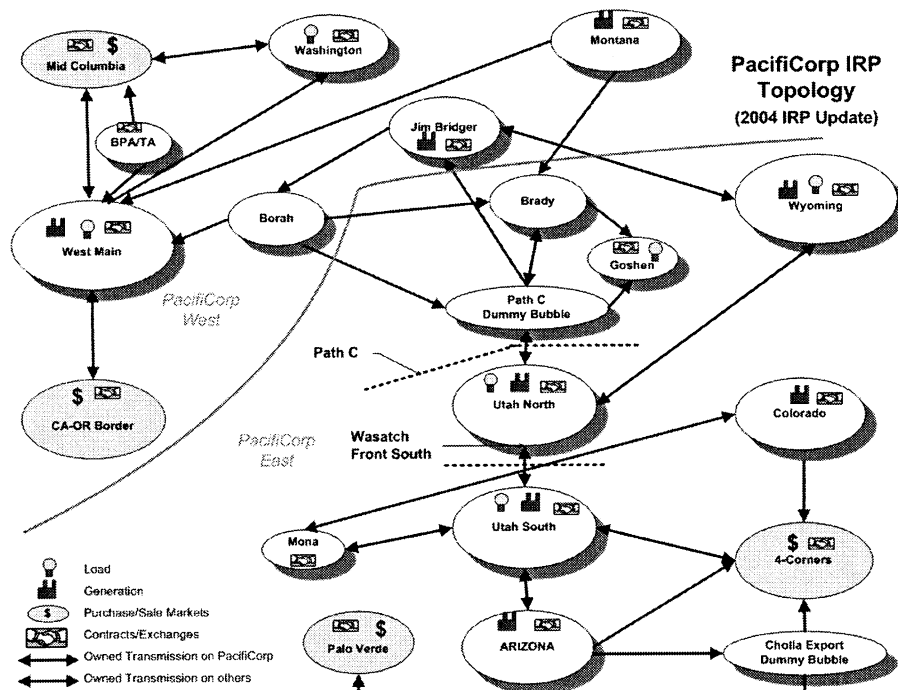 PacifiCorp IRP
Topology
(2004 IRP Update)
$
Mid Columbia
Washington
Montana
BPA/TA
Jim Bridger
Wyoming
West Main
Borah
Brady
Goshen
PacifiCorp
West
Path C
Dummy Bubble
Path C
$
CA-OR Border
Utah North
Colorado
PacifiCorp
East
Wasatch
Front South
Utah South
Mona
$
4-Corners
Load
Generation
$ Purchase/Sale Markets
Contracts/Exchanges
Owned Transmission on PacifiCorp
Owned Transmission on others
$
Palo Verde
ARIZONA
Cholla Export
Dummy Bubble